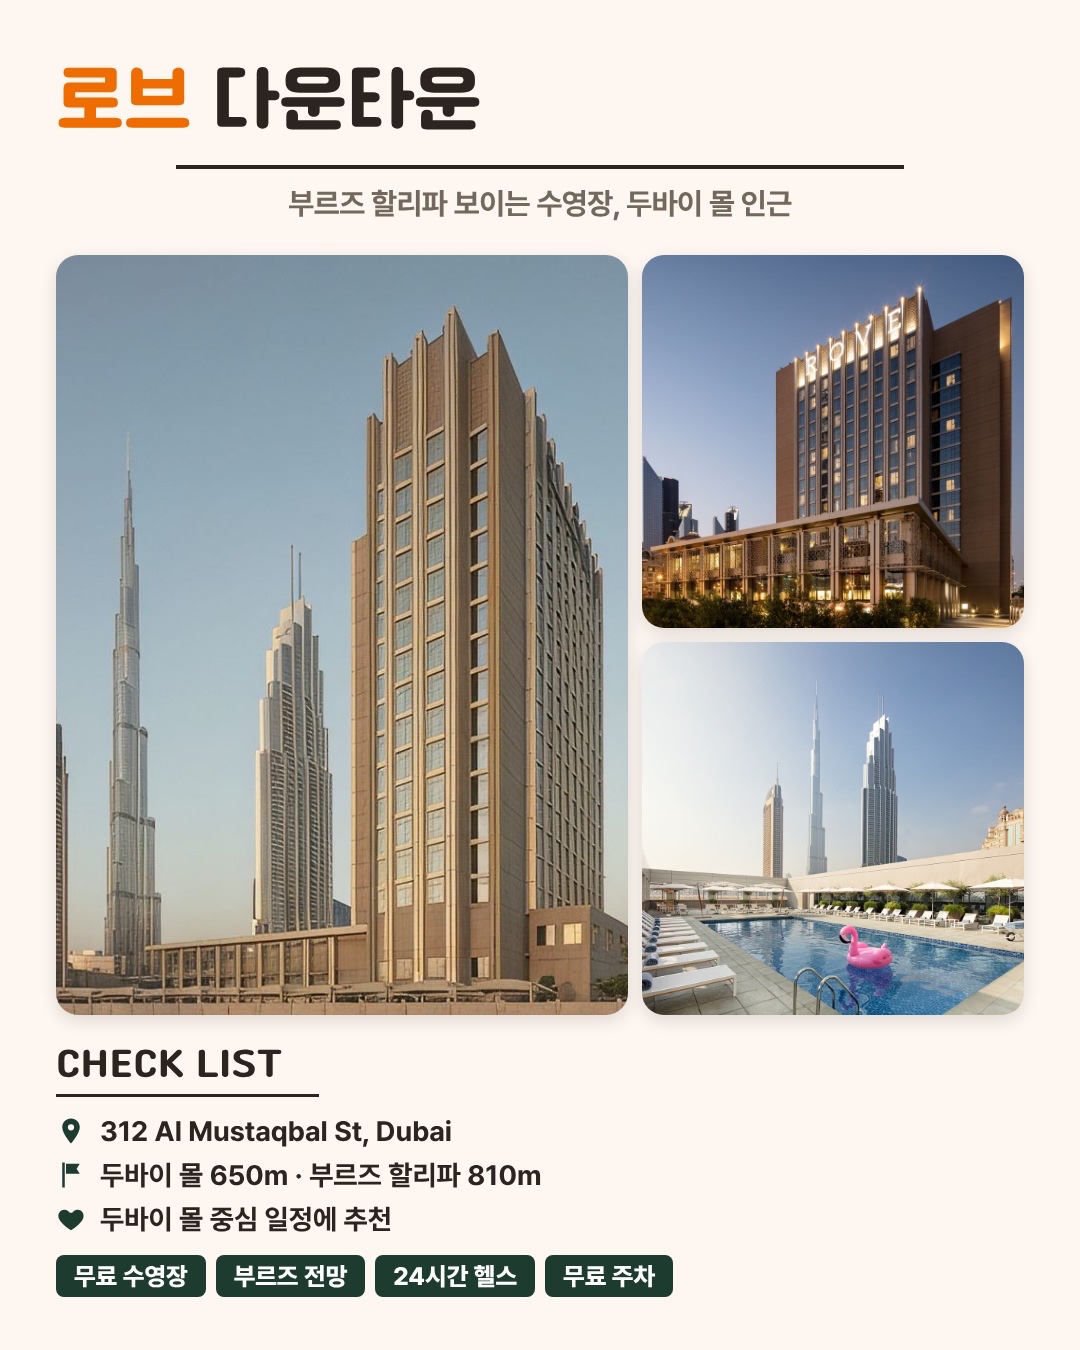 로브 다운타운
부르즈 할리파 보이는 수영장, 두바이 몰 인근
ROVE
CHECK LIST
312 Al Mustaqbal St, Dubai
두바이 몰 650m · 부르즈 할리파 810m
두바이 몰 중심 일정에 추천
무료 수영장 부르즈 전망 24시간 헬스 무료 주차